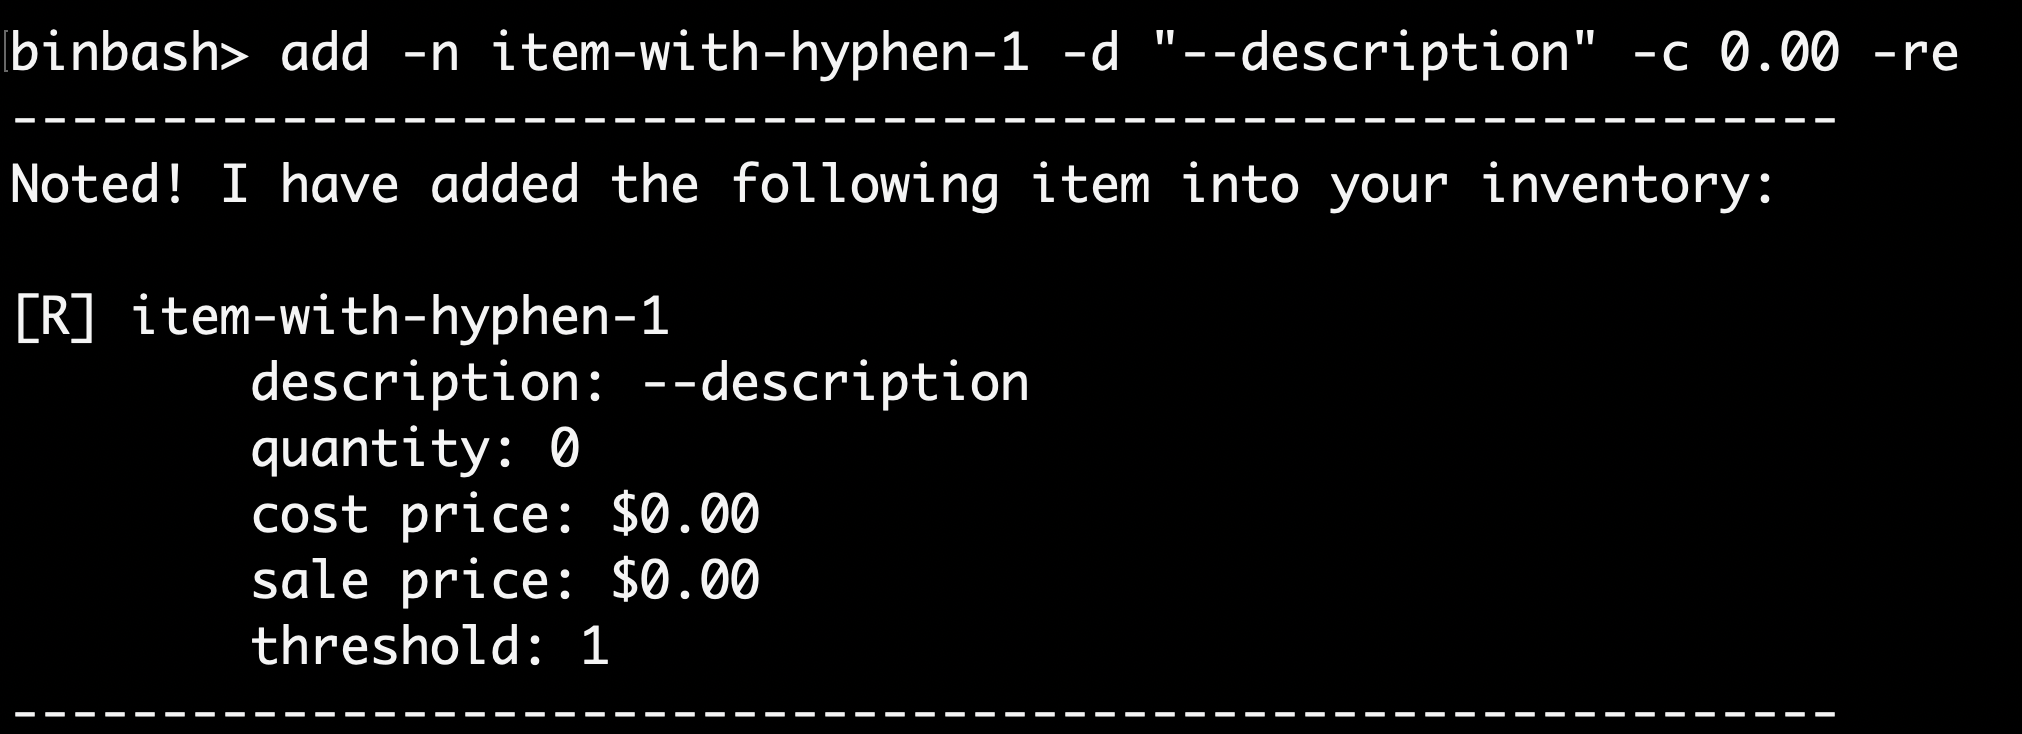 binbash> add -n item-with-hyphen-1 -d "--description" -c 0.00 -re
-------------------------------------------------------------
Noted! I have added the following item into your inventory:

[R] item-with-hyphen-1
        description: --description
        quantity: 0
        cost price: $0.00
        sale price: $0.00
        threshold: 1
-------------------------------------------------------------